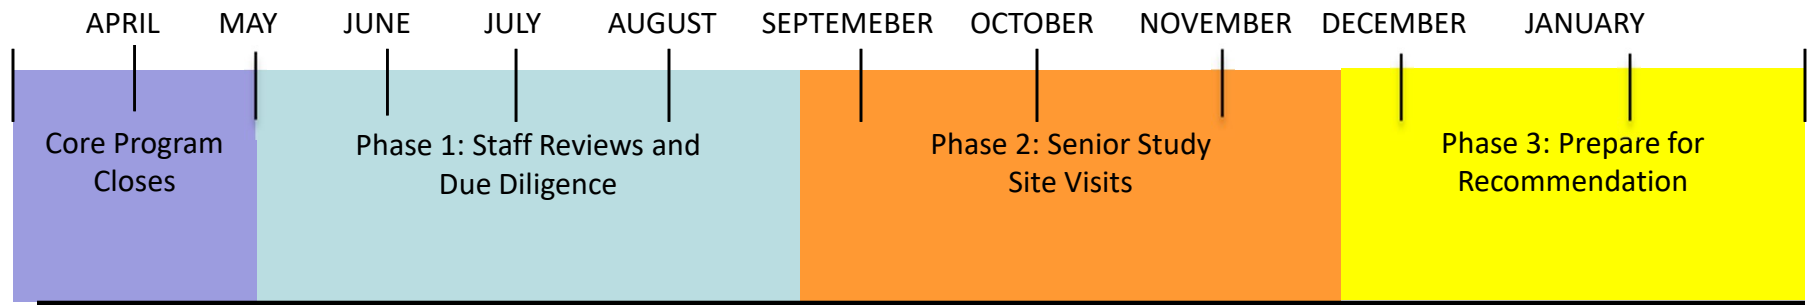 APRIL MAY JUNE JULY AUGUST SEPTEMEBER OCTOBER NOVEMBER DECEMBER JANUARY
Core Program
Closes
Phase 1: Staff Reviews and
Due Diligence
Phase 2: Senior Study
Site Visits
Phase 3: Prepare for
Recommendation